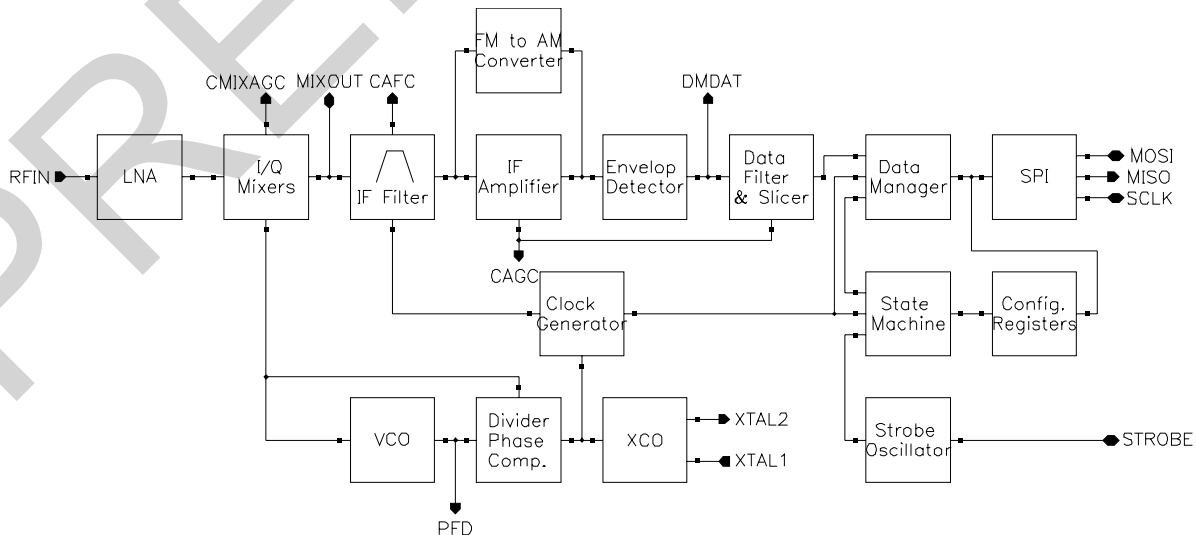 FM to AM
Converter
CMIXAGC
MIXOUT
CAFC
DMDAT
RFIN
LNA
I/Q
Mixers
IF Filter
IF
Amplifier
Envelop
Detector
Data
Filter
& Slicer
Data
Manager
SPI
MOSI
MISO
SCLK
CAGC
Clock
Generator
State
Machine
Config.
Registers
VCO
Divider
Phase
Comp.
XCO
XTAL2
XTAL1
Strobe
Oscillator
STROBE
PFD
PRE